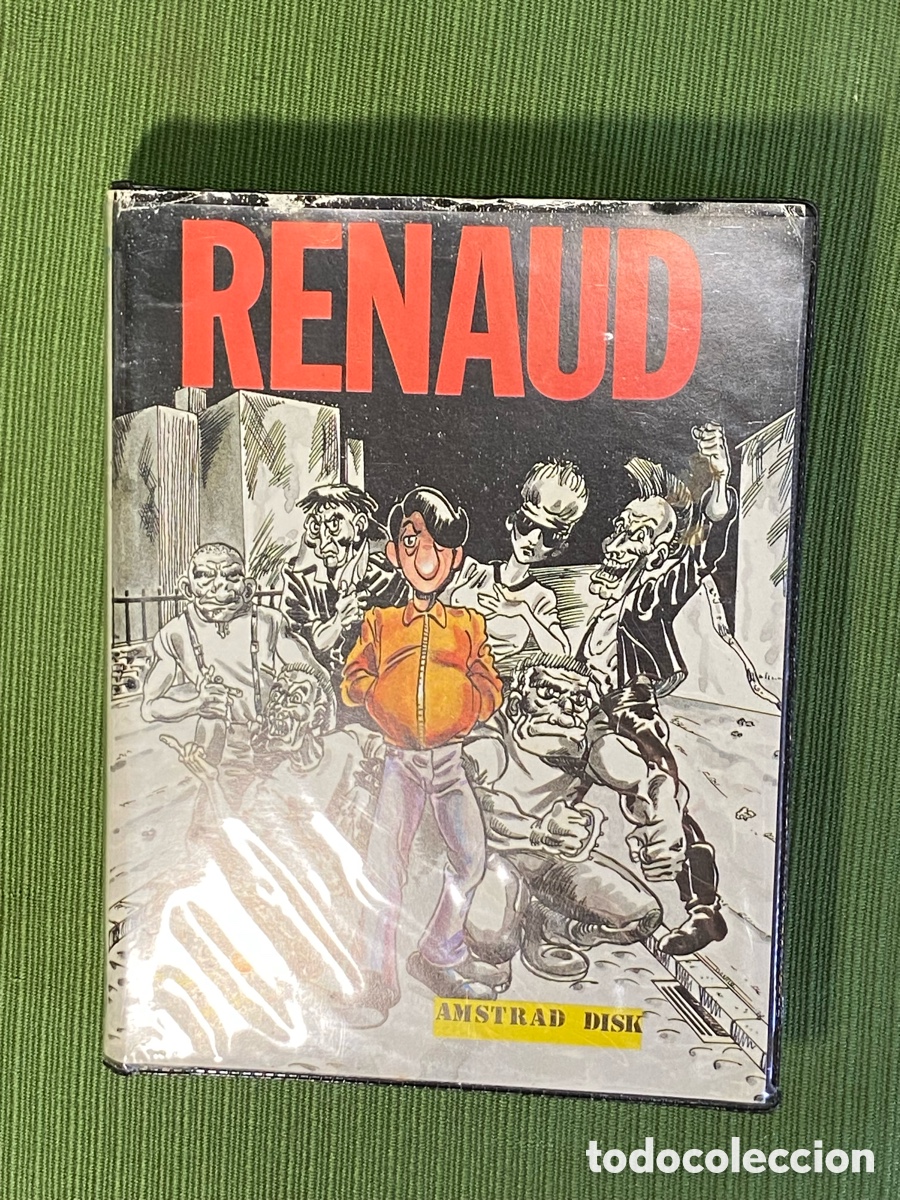 RENAUD
AMSTRAD DISK
todocoleccion